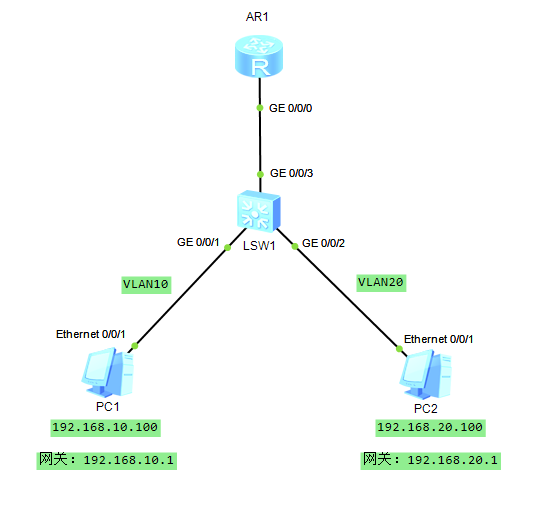 AR1
R
GE 0/0/0
GE 0/0/3
GE 0/0/1
LSW1
GE 0/0/2
VLAN10
VLAN20
Ethernet 0/0/1
Ethernet 0/0/1
PC1
PC2
192.168.10.100
192.168.20.100
网关：192.168.10.1
网关：192.168.20.1